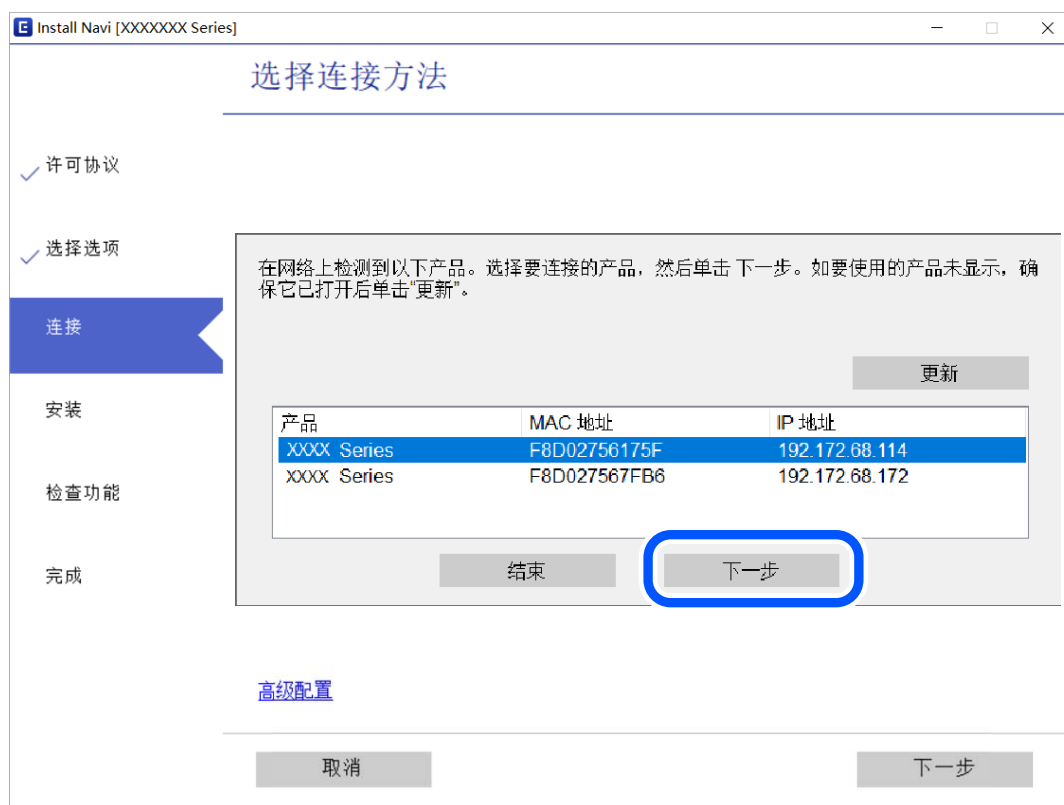 E Install Navi [XXXXXXX Series]
选择连接方法
许可协议
选择选项
连接
安装
检查功能
完成
在网络上检测到以下产品。选择要连接的产品，然后单击 下一步。如要使用的产品未显示，确
保它已打开后单击“更新”。
更新
产品 MAC 地址 IP 地址
XXXX Series F8D02756175F 192.172.68.114
XXXX Series F8D027567FB6 192.172.68.172
结束 下一步
高级配置
取消 下一步